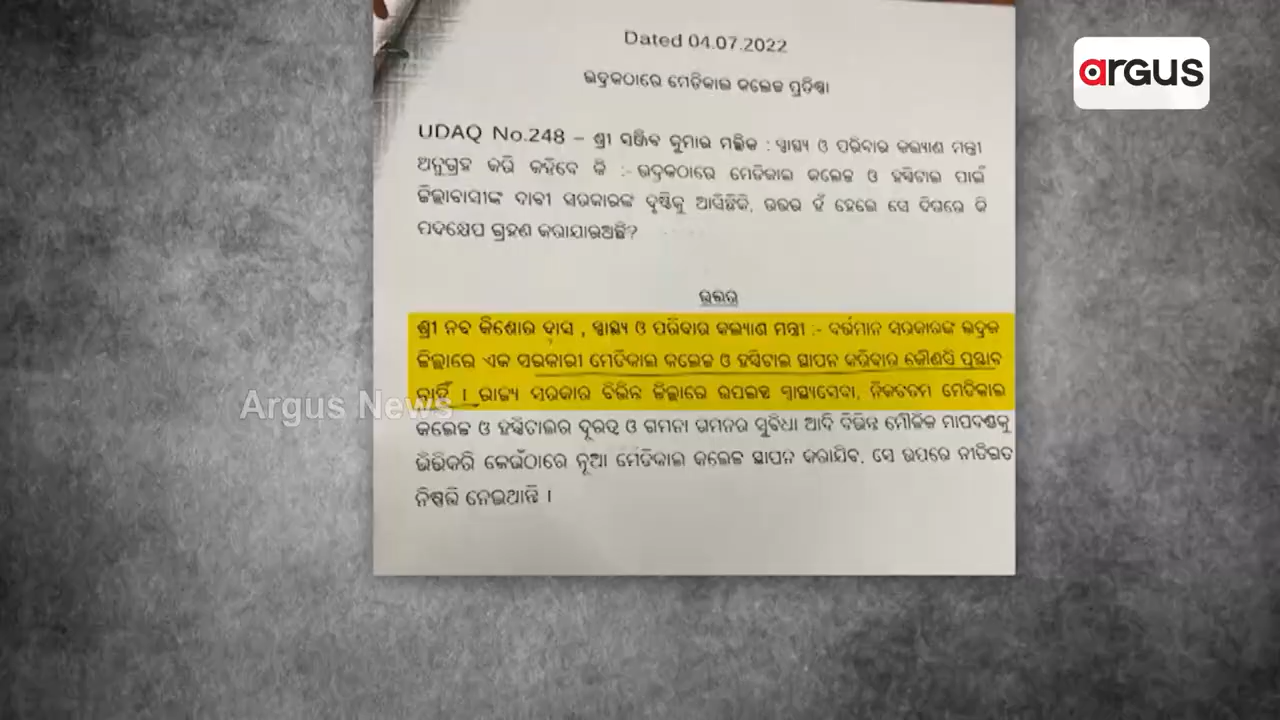 argus
Dated 04.07.2022
ଭଦ୍ରକଠାରେ ମେଡିକାଲ କଲେଜ ପ୍ରତିଷ୍ଠା
UDAQ No.248 – ଶ୍ରୀ ସଞ୍ଜିବ କୁମାର ମଲ୍ଲିକ : ସ୍ୱାସ୍ଥ୍ୟ ଓ ପରିବାର କଲ୍ୟାଣ ମନ୍ତ୍ରୀ
ଅନୁଗ୍ରହ କରି କହିବେ କି :- ଭଦ୍ରକଠାରେ ମେଡିକାଲ କଲେଜ ଓ ହସ୍ପିଟାଲ ପାଇଁ
ଜିଲ୍ଲାବାସୀଙ୍କ ଦାବୀ ସରକାରଙ୍କ ଦୃଷ୍ଟିକୁ ଆସିଛିକି, ଉତ୍ତର ହଁ ହେଲେ ସେ ଦିଗରେ କି
ପଦକ୍ଷେପ ଗ୍ରହଣ କରାଯାଇଅଛି?
ଉତ୍ତର
ଶ୍ରୀ ନବ କିଶୋର ଦାସ , ସ୍ୱାସ୍ଥ୍ୟ ଓ ପରିବାର କଲ୍ୟାଣ ମନ୍ତ୍ରୀ :- ବର୍ତ୍ତମାନ ସରକାରଙ୍କ ଭଦ୍ରକ
ଜିଲ୍ଲାରେ ଏକ ସରକାରୀ ମେଡିକାଲ କଲେଜ ଓ ହସ୍ପିଟାଲ ସ୍ଥାପନ କରିବାର କୌଣସି ପ୍ରସ୍ତାବ
ନାହିଁ । ରାଜ୍ୟ ସରକାର ବିଭିନ୍ନ ଜିଲ୍ଲାରେ ଉପଲବ୍ଧ ସ୍ୱାସ୍ଥ୍ୟସେବା, ନିକଟତମ ମେଡିକାଲ
Argus News
କଲେଜ ଓ ହସ୍ପିଟାଲର ଦୂରତ୍ୱ ଓ ଗମନା ଗମନର ସୁବିଧା ଆଦି ବିଭିନ୍ନ ମୌଳିକ ମାପଦଣ୍ଡକୁ
ଭିତ୍ତିକରି କେଉଁଠାରେ ନୂଆ ମେଡିକାଲ କଲେଜ ସ୍ଥାପନ କରାଯିବ, ସେ ଉପରେ ନୀତିଗତ
ନିଷ୍ପତ୍ତି ନେଇଥାନ୍ତି ।